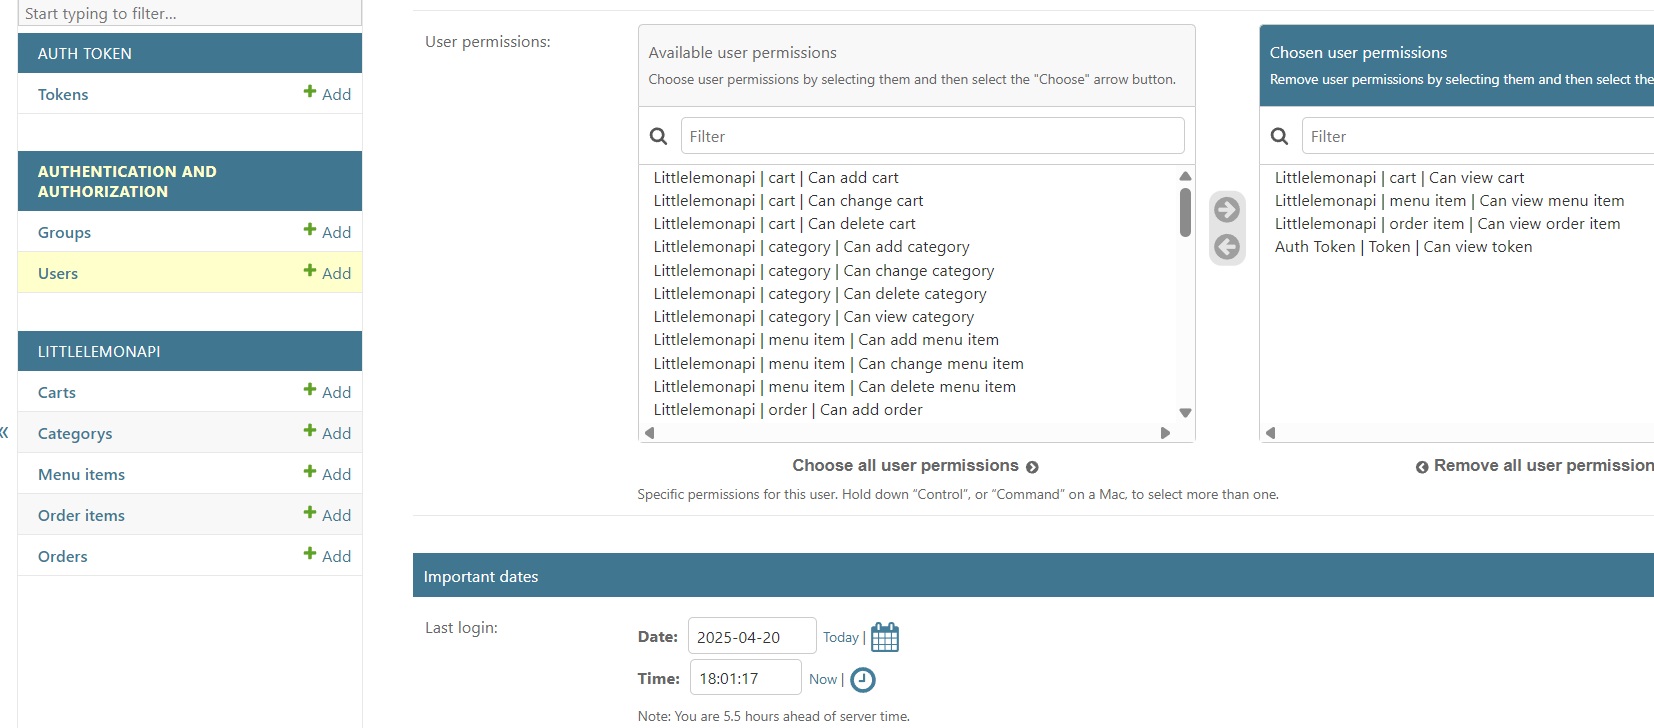 Start typing to filter...
AUTH TOKEN
Tokens
Add
AUTHENTICATION AND
AUTHORIZATION
Groups
Add
Users
Add
LITTLELEMONAPI
Carts
Add
Categorys
Add
Menu items
Add
Order items
Add
Orders
Add
«
User permissions:
Available user permissions
Choose user permissions by selecting them and then select the "Choose" arrow button.
Filter
Littlelemonapi | cart | Can add cart
Littlelemonapi | cart | Can change cart
Littlelemonapi | cart | Can delete cart
Littlelemonapi | category | Can add category
Littlelemonapi | category | Can change category
Littlelemonapi | category | Can delete category
Littlelemonapi | category | Can view category
Littlelemonapi | menu item | Can add menu item
Littlelemonapi | menu item | Can change menu item
Littlelemonapi | menu item | Can delete menu item
Littlelemonapi | order | Can add order
Choose all user permissions
Chosen user permissions
Remove user permissions by selecting them and then select the
Filter
Littlelemonapi | cart | Can view cart
Littlelemonapi | menu item | Can view menu item
Littlelemonapi | order item | Can view order item
Auth Token | Token | Can view token
Remove all user permission
Specific permissions for this user. Hold down “Control”, or “Command” on a Mac, to select more than one.
Important dates
Last login:
Date: 2025-04-20 Today |
Time: 18:01:17 Now |
Note: You are 5.5 hours ahead of server time.